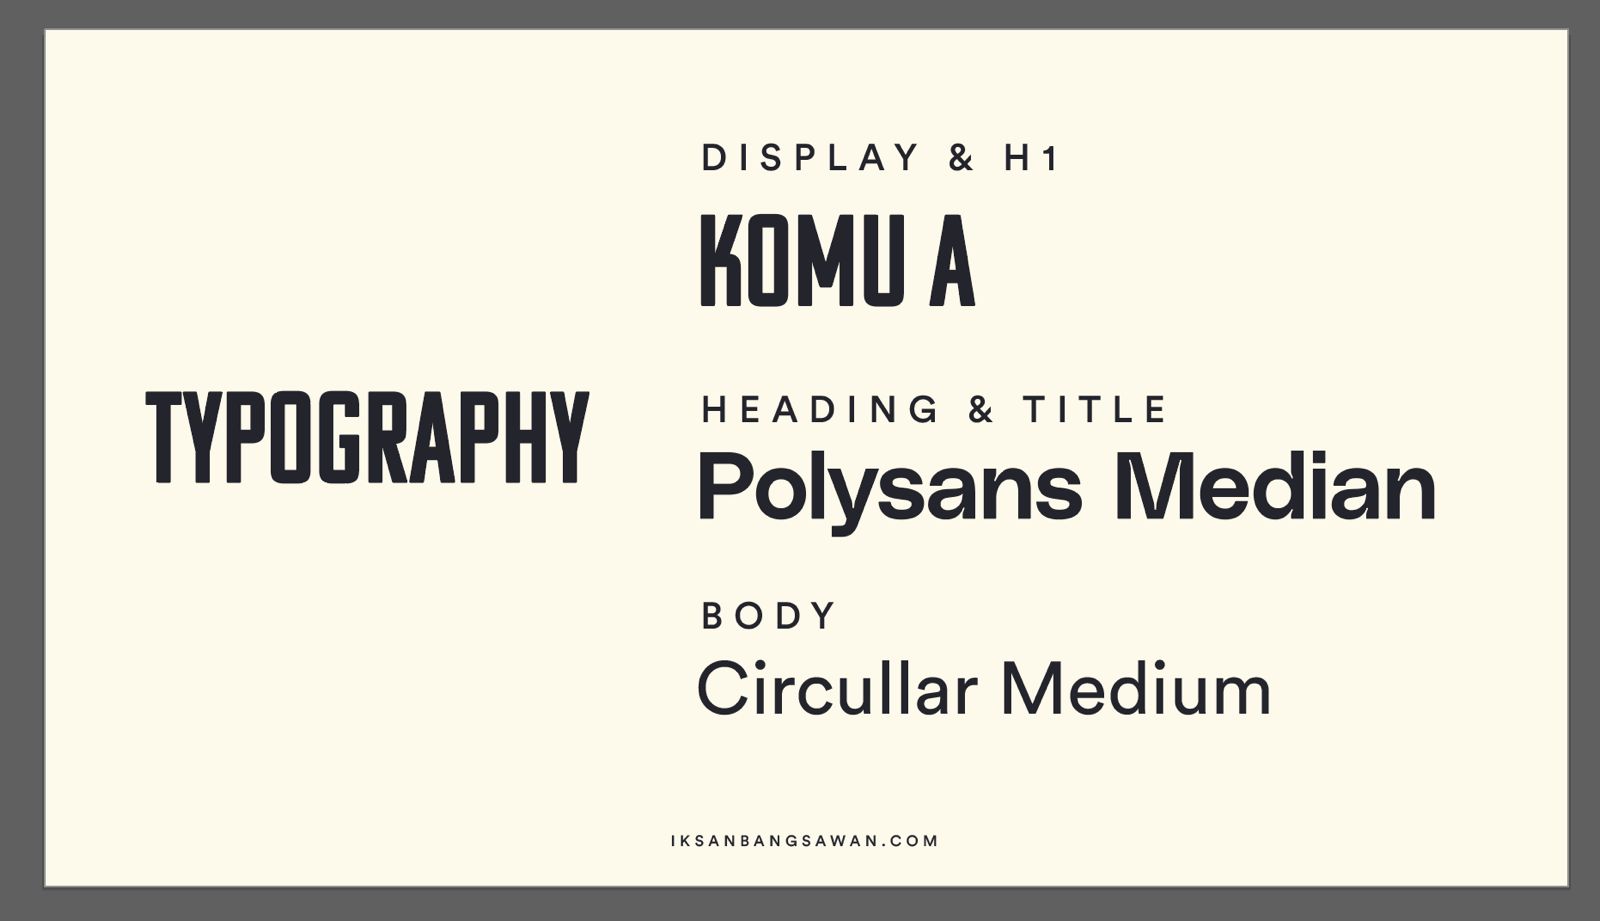 TYPOGRAPHY
DISPLAY & H1
KOMU A
HEADING & TITLE
Polysans Median
BODY
Circullar Medium
IKSANBANGSAWAN.COM